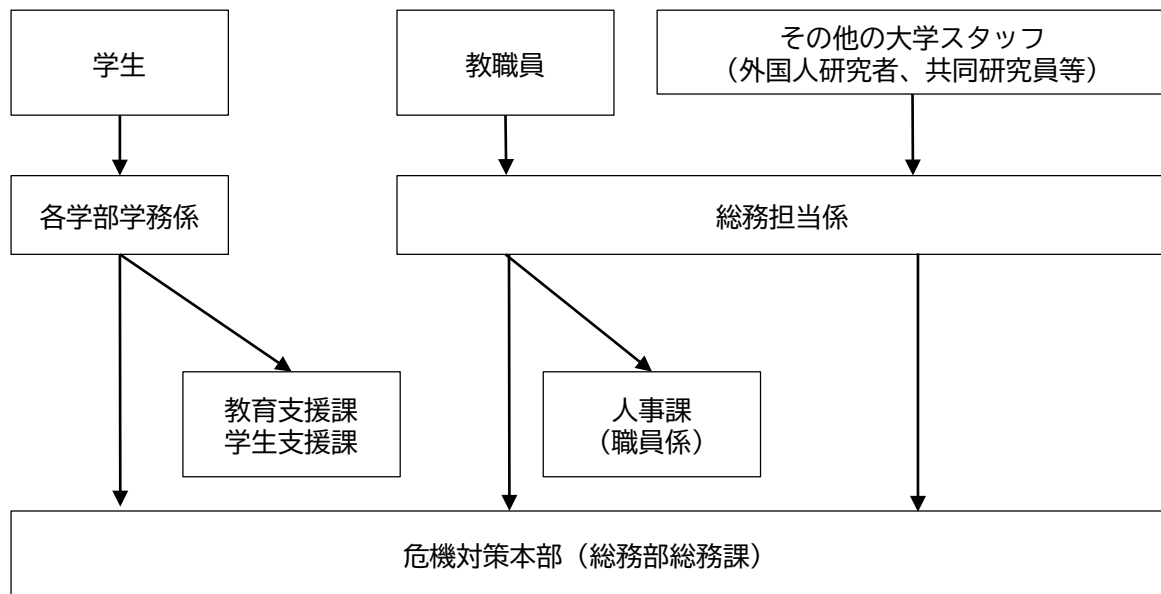 学生
教職員
その他の大学スタッフ
（外国人研究者、共同研究員等）
各学部学務係
総務担当係
教育支援課
学生支援課
人事課
（職員係）
危機対策本部（総務部総務課）